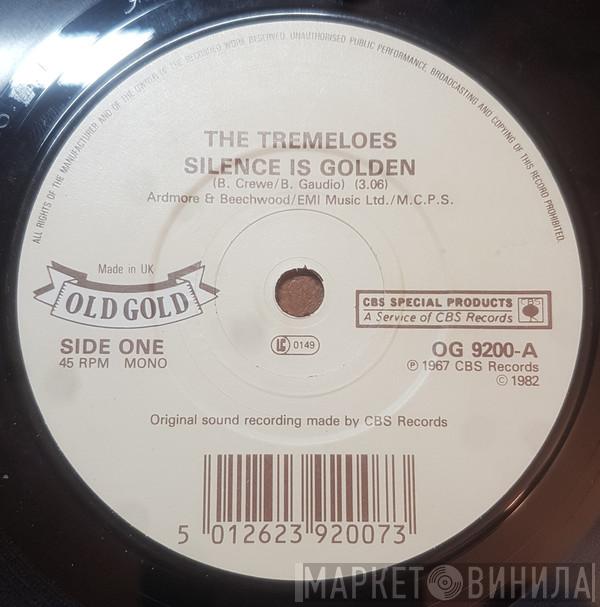 ALL RIGHTS OF THE MANUFACTURER AND OF THE OWNER OF THE RECORDED WORK RESERVED. UNAUTHORISED PUBLIC PERFORMANCE, BROADCASTING AND COPYING OF THIS RECORD PROHIBITED.
THE TREMELOES
SILENCE IS GOLDEN
(B. Crewe/B. Gaudio) (3.06)
Ardmore & Beechwood/EMI Music Ltd./M.C.P.S.
Made in UK
OLD GOLD
SIDE ONE
45 RPM MONO
LC 0149
CBS SPECIAL PRODUCTS
A Service of CBS Records
CBS
OG 9200-A
℗ 1967 CBS Records
© 1982
Original sound recording made by CBS Records
5 012623 920073
МАРКЕТ ВИНИЛА